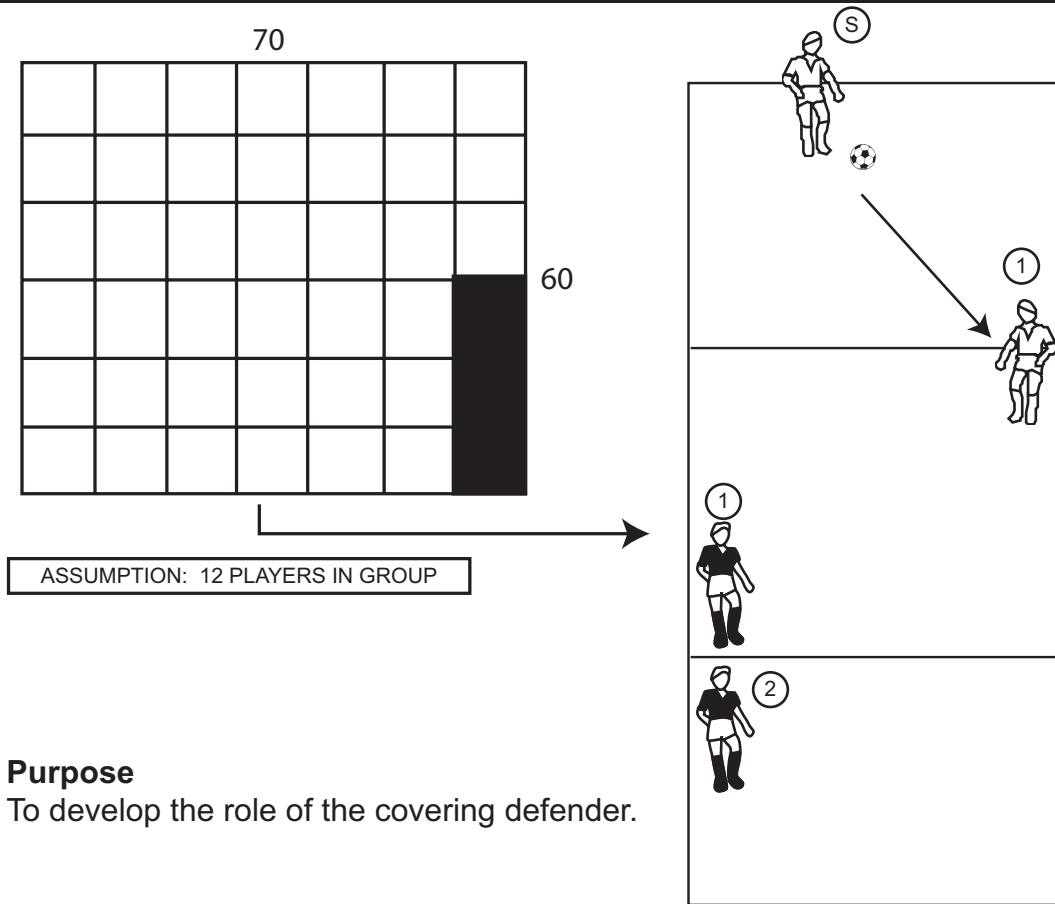 70
60
S
1
1
2
ASSUMPTION: 12 PLAYERS IN GROUP
Purpose
To develop the role of the covering defender.